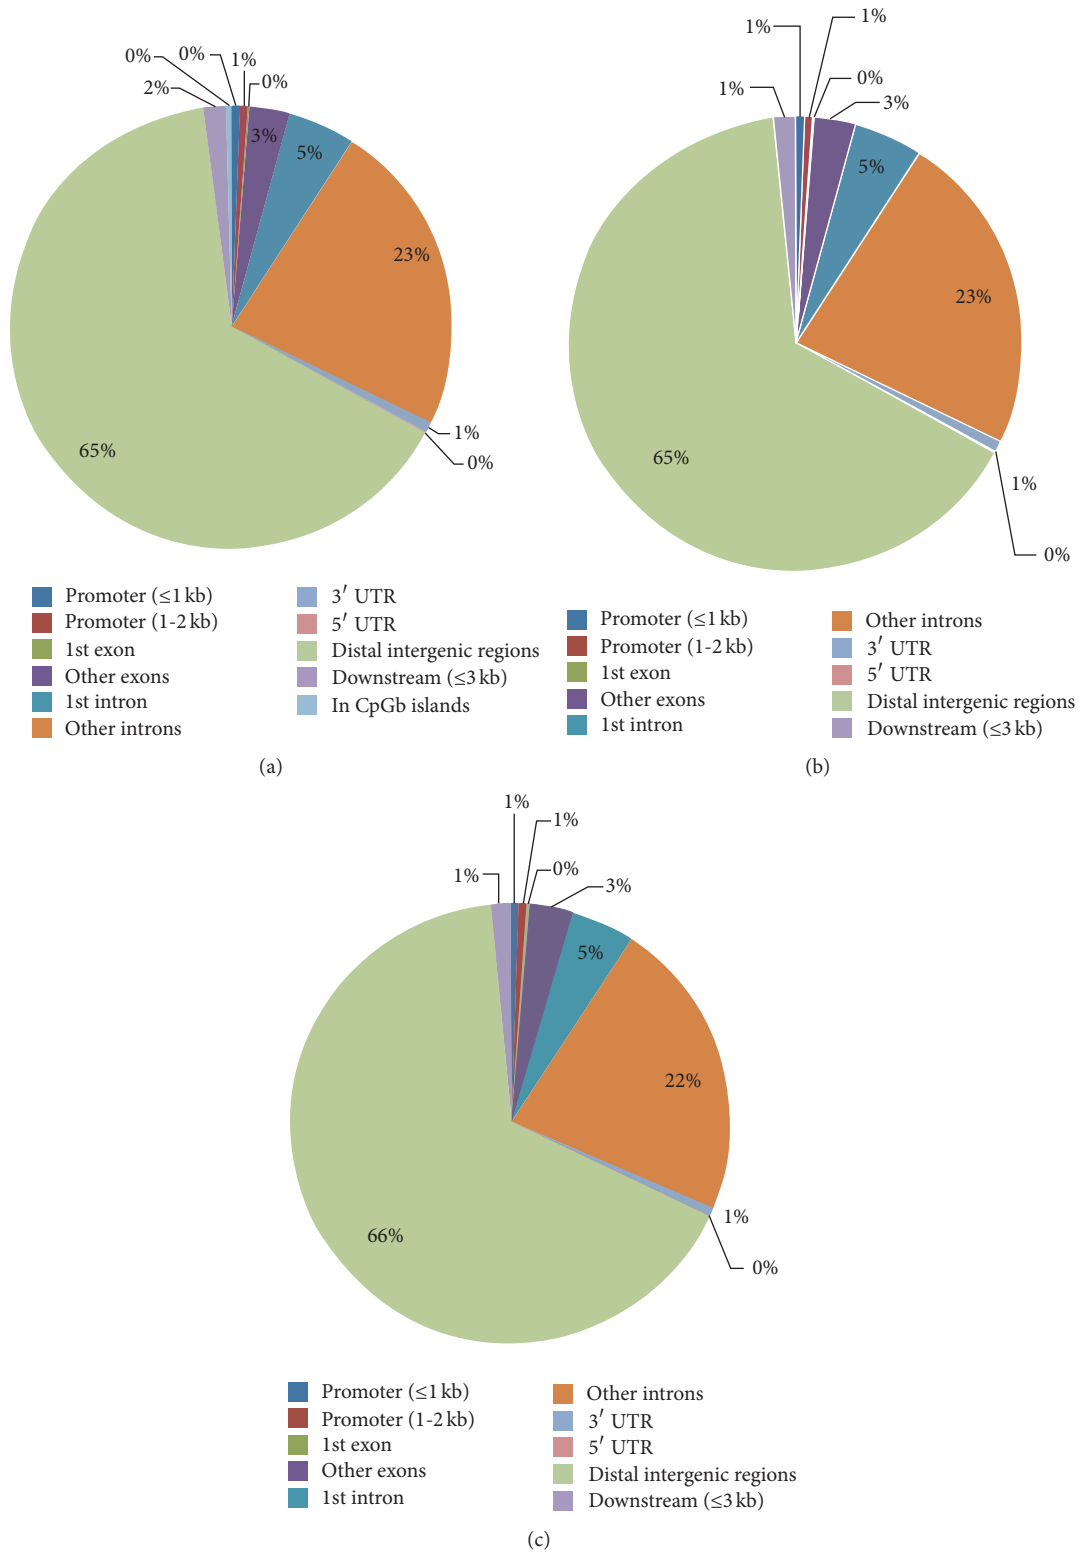 0%
0%
1%
0%
2%
3%
5%
23%
65%
1%
0%
Promoter (≤1 kb)
Promoter (1-2 kb)
1st exon
Other exons
1st intron
Other introns
3′ UTR
5′ UTR
Distal intergenic regions
Downstream (≤3 kb)
In CpGb islands
(a)
1%
1%
1%
0%
3%
5%
23%
65%
1%
0%
Promoter (≤1 kb)
Promoter (1-2 kb)
1st exon
Other exons
1st intron
Other introns
3′ UTR
5′ UTR
Distal intergenic regions
Downstream (≤3 kb)
(b)
1%
1%
1%
0%
3%
5%
22%
66%
1%
0%
Promoter (≤1 kb)
Promoter (1-2 kb)
1st exon
Other exons
1st intron
Other introns
3′ UTR
5′ UTR
Distal intergenic regions
Downstream (≤3 kb)
(c)